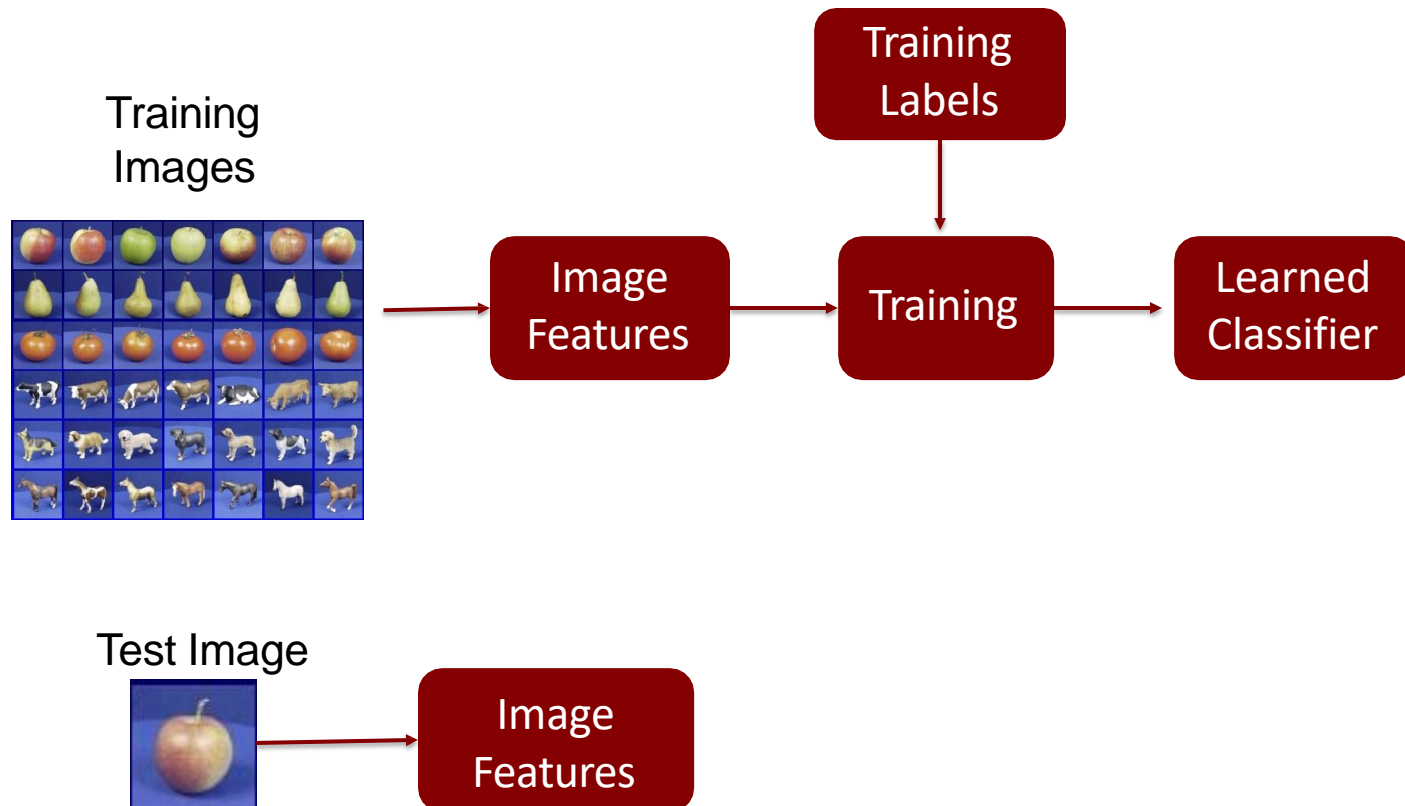 Training
Labels
Training
Images
Image
Features
Training
Learned
Classifier
Test Image
Image
Features